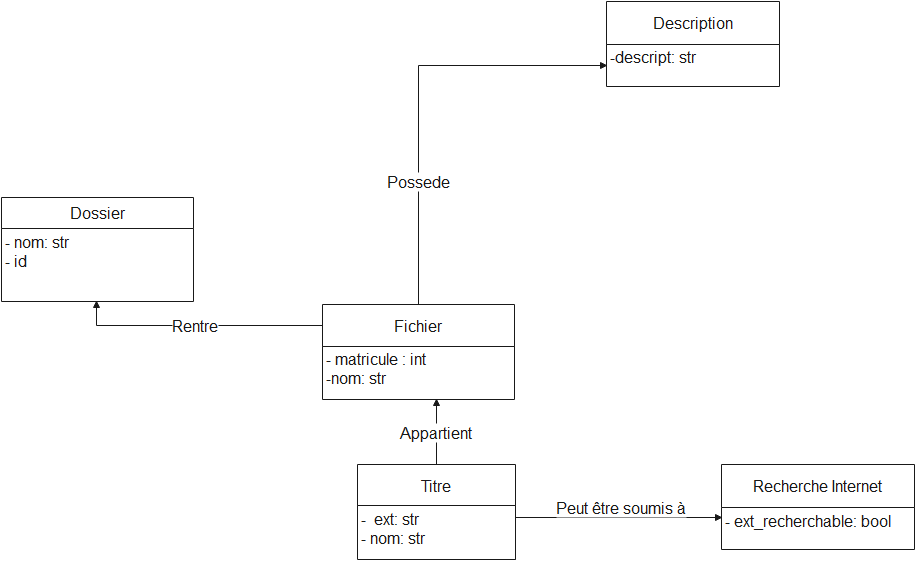 Description
-descript: str
Possede
Dossier
- nom: str
- id
Rentre
Fichier
- matricule : int
-nom: str
Appartient
Titre
- ext: str
- nom: str
Peut être soumis à
Recherche Internet
- ext_recherchable: bool